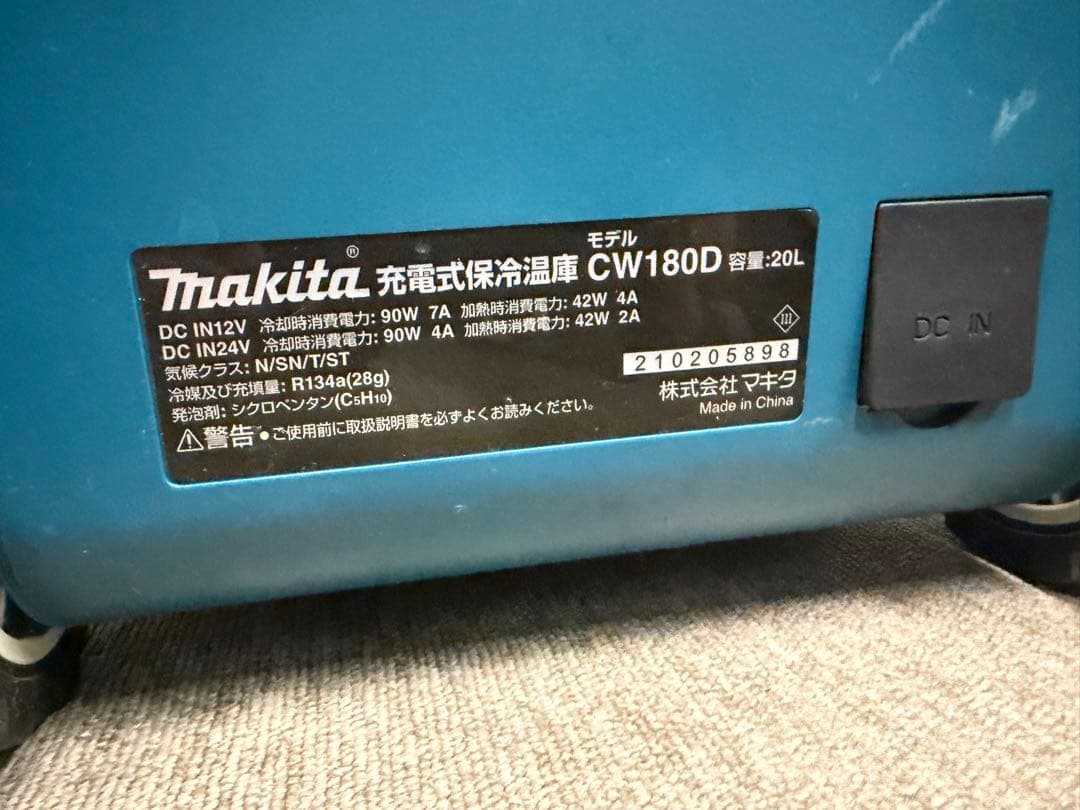 makita® 充電式保冷温庫 モデル CW180D 容量:20L
DC IN12V 冷却時消費電力: 90W 7A 加熱時消費電力: 42W 4A
DC IN24V 冷却時消費電力: 90W 4A 加熱時消費電力: 42W 2A
気候クラス: N/SN/T/ST
冷媒及び充填量: R134a(28g)
発泡剤: シクロペンタン(C5H10)
⚠警告 ●ご使用前に取扱説明書を必ずよくお読みください。
III
210205898
株式会社 マキタ
Made in China
DC IN